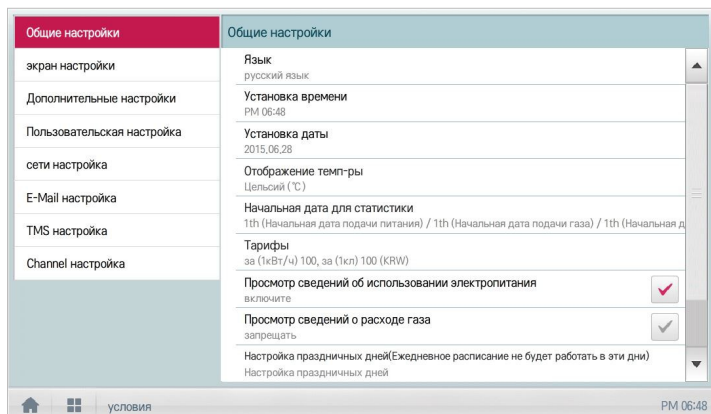 Общие настройки
экран настройки
Дополнительные настройки
Пользовательская настройка
сети настройка
E-Mail настройка
TMS настройка
Channel настройка
Общие настройки
Язык
русский язык
Установка времени
PM 06:48
Установка даты
2015,06,28
Отображение темп-ры
Цельсий (℃)
Начальная дата для статистики
1th (Начальная дата подачи питания) / 1th (Начальная дата подачи газа) / 1th (Начальная д
Тарифы
за (1кВт/ч) 100, за (1кл) 100 (KRW)
Просмотр сведений об использовании электропитания
включите
Просмотр сведений о расходе газа
запрещать
Настройка праздничных дней(Ежедневное расписание не будет работать в эти дни)
Настройка праздничных дней
условия
PM 06:48